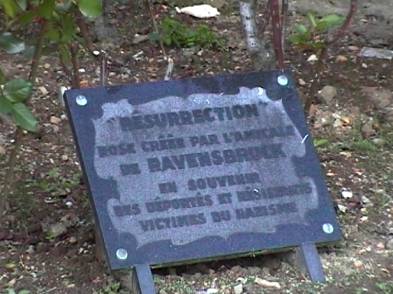 "RÉSURRECTION"
ROSE CRÉÉE PAR L'AMICALE
DE RAVENSBRÜCK
EN SOUVENIR
DES DÉPORTÉS ET RÉSISTANTS
VICTIMES DU NAZISME